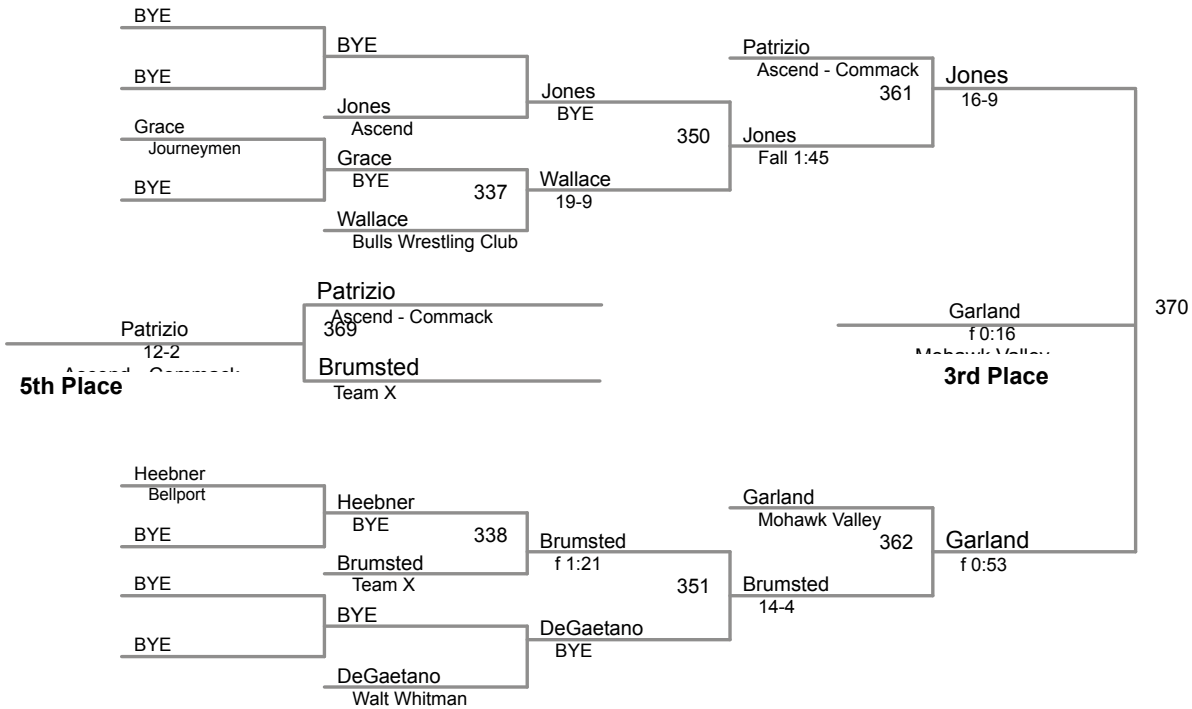 BYE
BYE
BYE
Jones
Ascend
Jones
BYE
Grace
Journeymen
BYE
Grace
BYE
337
Wallace
Bulls Wrestling Club
Wallace
19-9
350
Patrizio
Ascend - Commack
361
Jones
Fall 1:45
Jones
16-9
Patrizio
Ascend - Commack
369
Brumsted
Team X
Patrizio
12-2
Ascend - Commack
5th Place
Garland
f 0:16
Mohawk Valley
3rd Place
370
Heebner
Bellport
BYE
Heebner
BYE
338
Brumsted
Team X
Brumsted
f 1:21
BYE
BYE
BYE
DeGaetano
Walt Whitman
DeGaetano
BYE
351
Garland
Mohawk Valley
362
Brumsted
14-4
Garland
f 0:53